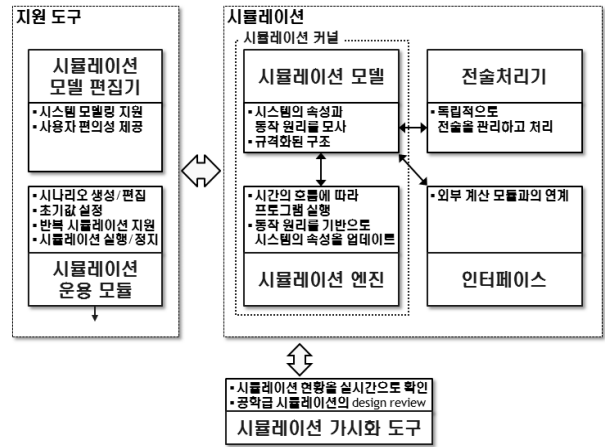 지원 도구
시뮬레이션
모델 편집기
▪ 시스템 모델링 지원
▪ 사용자 편의성 제공
▪ 시나리오 생성/편집
▪ 초기값 설정
▪ 반복 시뮬레이션 지원
▪ 시뮬레이션 실행/정지
시뮬레이션
운용 모듈
시뮬레이션
시뮬레이션 커널
시뮬레이션 모델
▪ 시스템의 속성과
동작 원리를 모사
▪ 규격화된 구조
▪ 시간의 흐름에 따라
프로그램 실행
▪ 동작 원리를 기반으로
시스템의 속성을 업데이트
시뮬레이션 엔진
전술처리기
▪ 독립적으로
전술을 관리하고 처리
▪ 외부 계산 모듈과의 연계
인터페이스
▪ 시뮬레이션 현황을 실시간으로 확인
▪ 공학급 시뮬레이션의 design review
시뮬레이션 가시화 도구